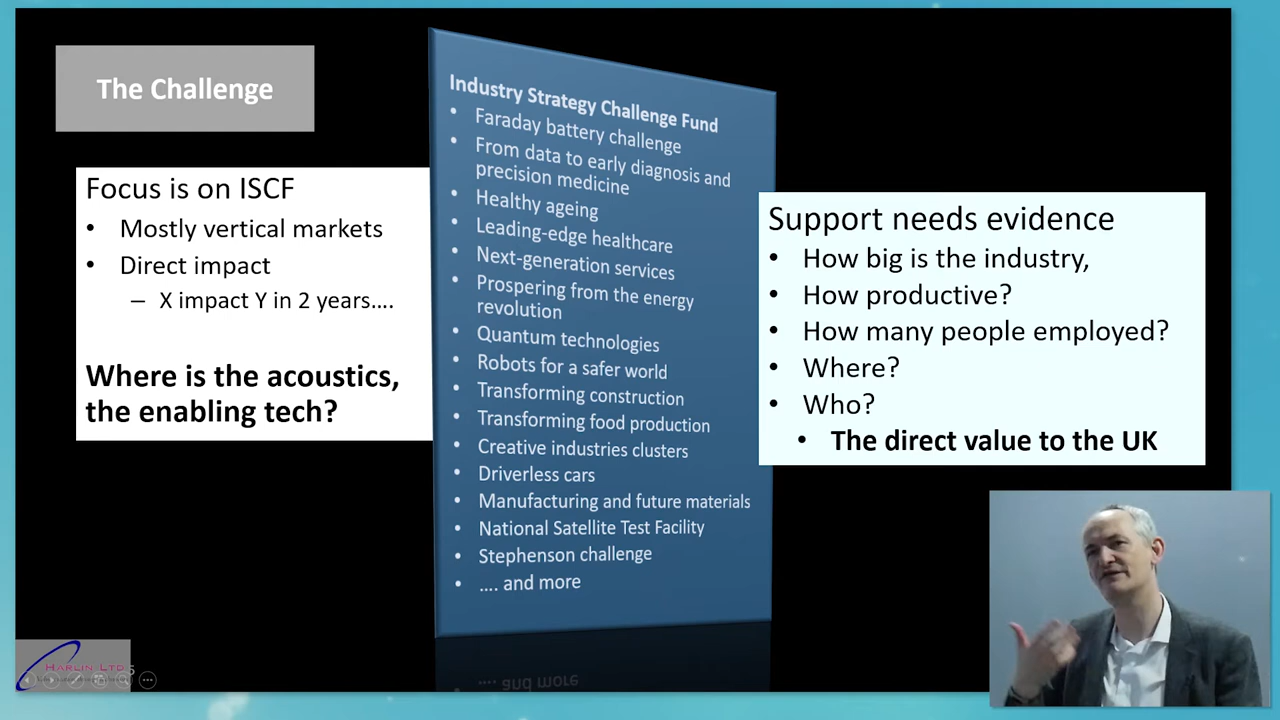 The Challenge
Focus is on ISCF
• Mostly vertical markets
• Direct impact
– X impact Y in 2 years....
Where is the acoustics,
the enabling tech?
Industry Strategy Challenge Fund
• Faraday battery challenge
• From data to early diagnosis and
precision medicine
• Healthy ageing
• Leading-edge healthcare
• Next-generation services
• Prospering from the energy
revolution
• Quantum technologies
• Robots for a safer world
• Transforming construction
• Transforming food production
• Creative industries clusters
• Driverless cars
• Manufacturing and future materials
• National Satellite Test Facility
• Stephenson challenge
• .... and more
Support needs evidence
• How big is the industry,
• How productive?
• How many people employed?
• Where?
• Who?
• The direct value to the UK
HARLIN LTD
5